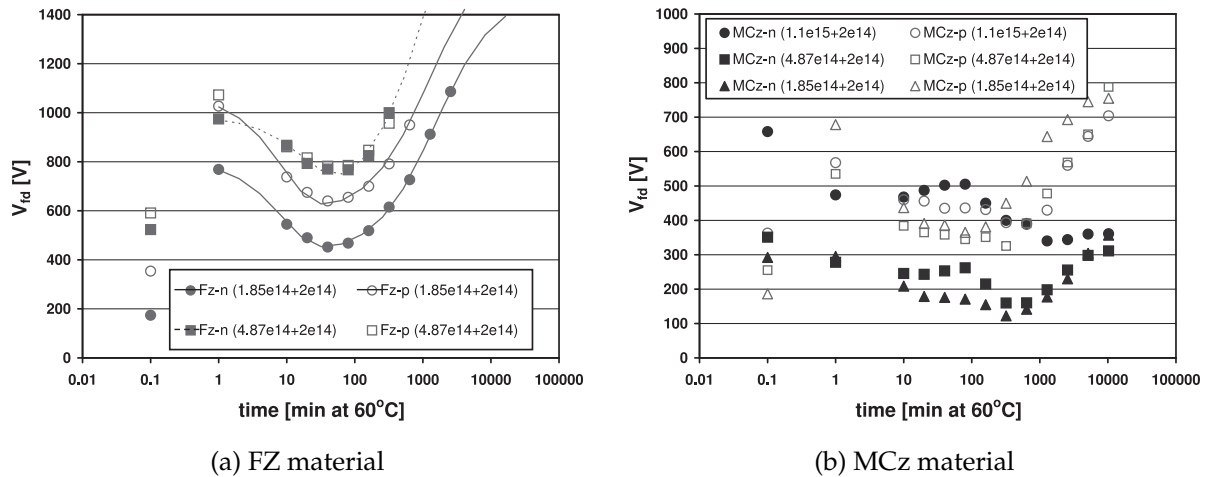 1400
1200
1000
800
600
400
200
0
V_fd [V]
0.01 0.1 1 10 100 1000 10000 100000
time [min at 60°C]
Fz-n (1.85e14+2e14) Fz-p (1.85e14+2e14)
Fz-n (4.87e14+2e14) Fz-p (4.87e14+2e14)
(a) FZ material
1000
900
800
700
600
500
400
300
200
100
0
V_fd [V]
MCz-n (1.1e15+2e14) MCz-p (1.1e15+2e14)
MCz-n (4.87e14+2e14) MCz-p (4.87e14+2e14)
MCz-n (1.85e14+2e14) MCz-p (1.85e14+2e14)
0.01 0.1 1 10 100 1000 10000 100000
time [min at 60°C]
(b) MCz material